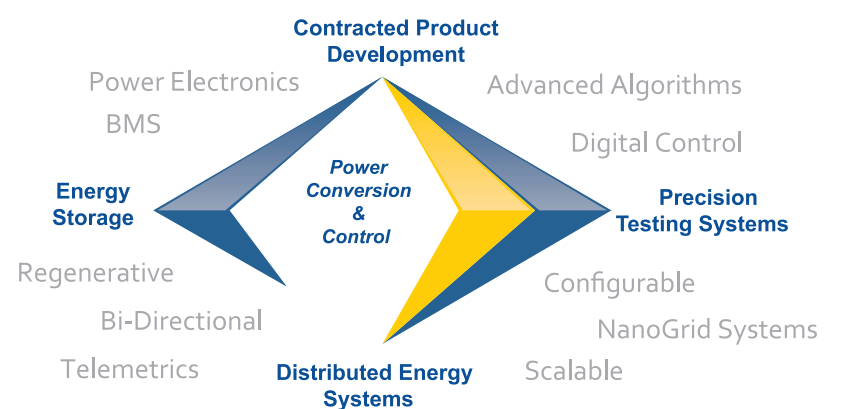 Contracted Product
Development
Power Electronics
Advanced Algorithms
BMS
Digital Control
Power
Conversion
&
Control
Energy
Storage
Precision
Testing Systems
Regenerative
Configurable
Bi-Directional
NanoGrid Systems
Telemetrics
Distributed Energy
Systems
Scalable